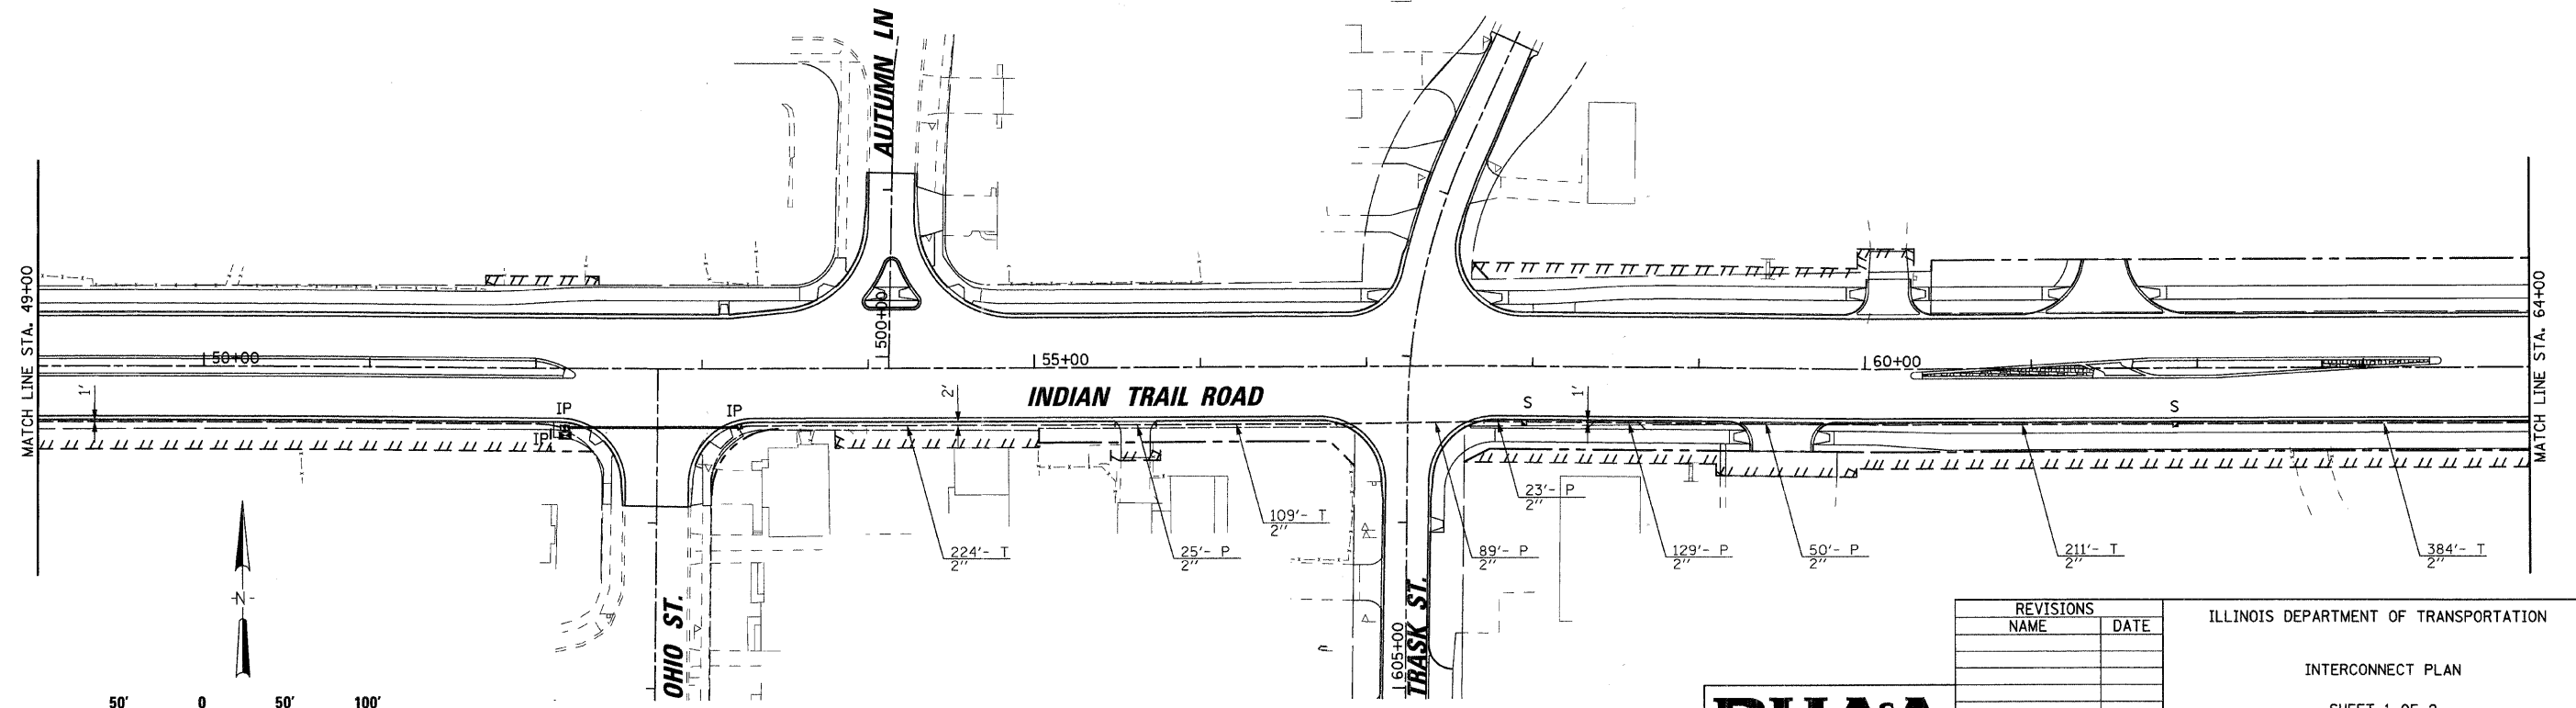 AUTUMN LN
MATCH LINE STA. 49+00
MATCH LINE STA. 64+00
500+00
50+00
55+00
60+00
INDIAN TRAIL ROAD
1'
2'
1'
IP
IP
IP
S
S
23'- P
2"
109'- T
2"
224'- T
2"
25'- P
2"
89'- P
2"
129'- P
2"
50'- P
2"
211'- T
2"
384'- T
2"
-N-
OHIO ST.
TRASK ST.
605+00
50' 0 50' 100'
REVISIONS
NAME DATE
ILLINOIS DEPARTMENT OF TRANSPORTATION
INTERCONNECT PLAN